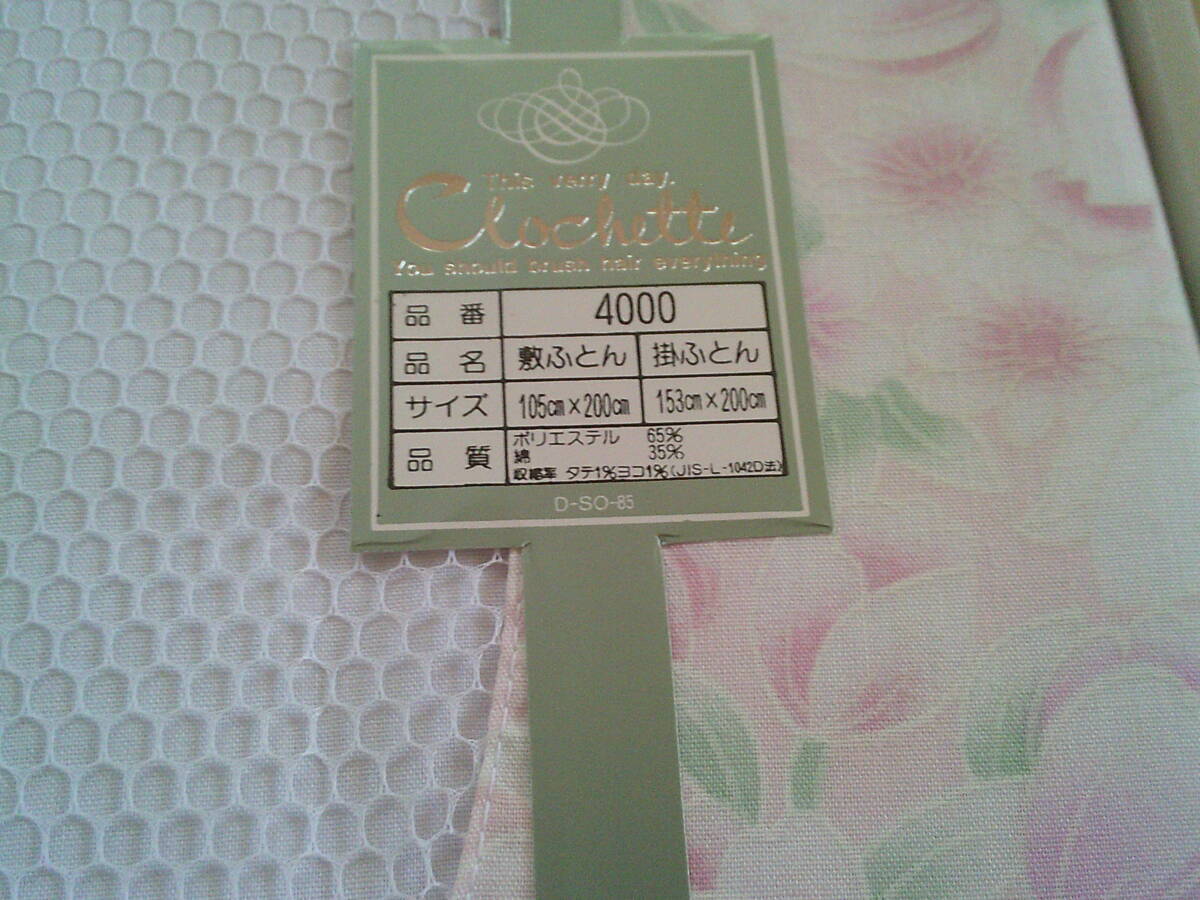 This verry day.
Clochette
You should brush hair everything
品番 4000
品名 敷ふとん 掛ふとん
サイズ 105㎝×200㎝ 153㎝×200㎝
品質 ポリエステル 65%
綿 35%
収縮率 タテ1%ヨコ1%(JIS-L-1042D法)
D-SO-85